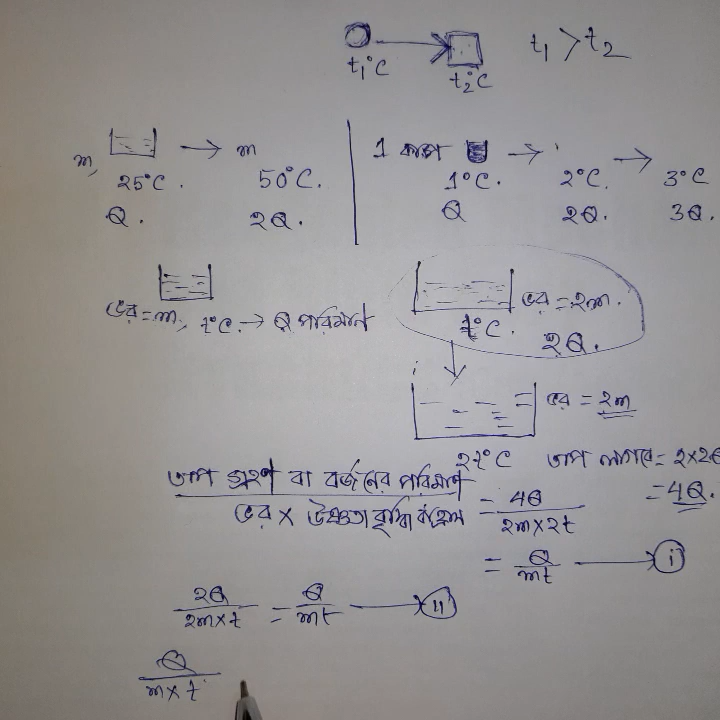 t₁°C t₂°C t₁ > t₂
m, → m
25°C. 50°C.
Q. 2Q.
1 কাপ → →
1°C. 2°C. 3°C
Q 2Q. 3Q.
ভর = m, t°C → Q পরিমাণ
ভর = 2m.
t°C.
2Q.
ভর = 2m
2t°C তাপ লাগবে = 2×2Q
= 4Q.
তাপ গ্রহণ বা বর্জনের পরিমাণ / ভর × উষ্ণতা বৃদ্ধি বা হ্রাস = 4Q / 2m×2t
= Q / mt → (i)
2Q / 2m×t = Q / mt → (ii)
Q / m×t